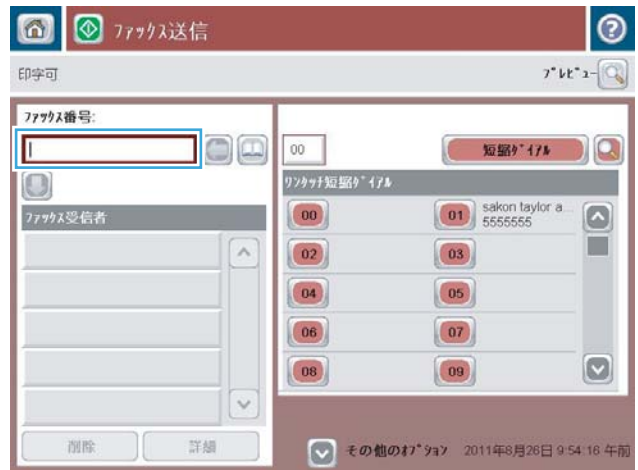 ファックス送信
印字可
プレビュー
ファックス番号:
00
短縮ダイアル
ワンタッチ短縮ダイアル
ファックス受信者
00
01 sakon taylor a...
5555555
02
03
04
05
06
07
08
09
削除
詳細
その他のオプション
2011年8月26日 9:54:16 午前